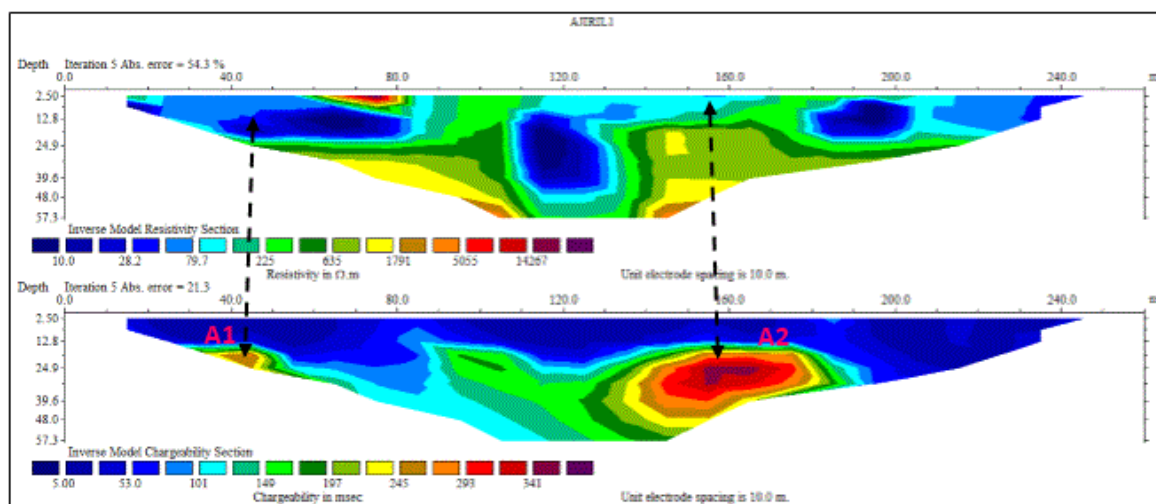 Depth Iteration 5 Abs. error = 54.3 %
0.0 40.0 80.0 120.0 160.0 200.0 240.0 m
2.50
12.8
24.9
39.6
48.0
57.3
Inverse Model Resistivity Section
10.0 28.2 79.7 225 635 1791 5055 14267
Resistivity in Unit electrode spacing is 10.0 m.
Depth Iteration 5 Abs. error = 21.3
0.0 40.0 80.0 120.0 160.0 200.0 240.0 m
2.50
A1 A2
12.8
24.9
39.6
48.0
57.3
Inverse Model Chargeability Section
5.00 53.0 101 149 197 245 293 341
Chargeability in msec Unit electrode spacing is 10.0 m.